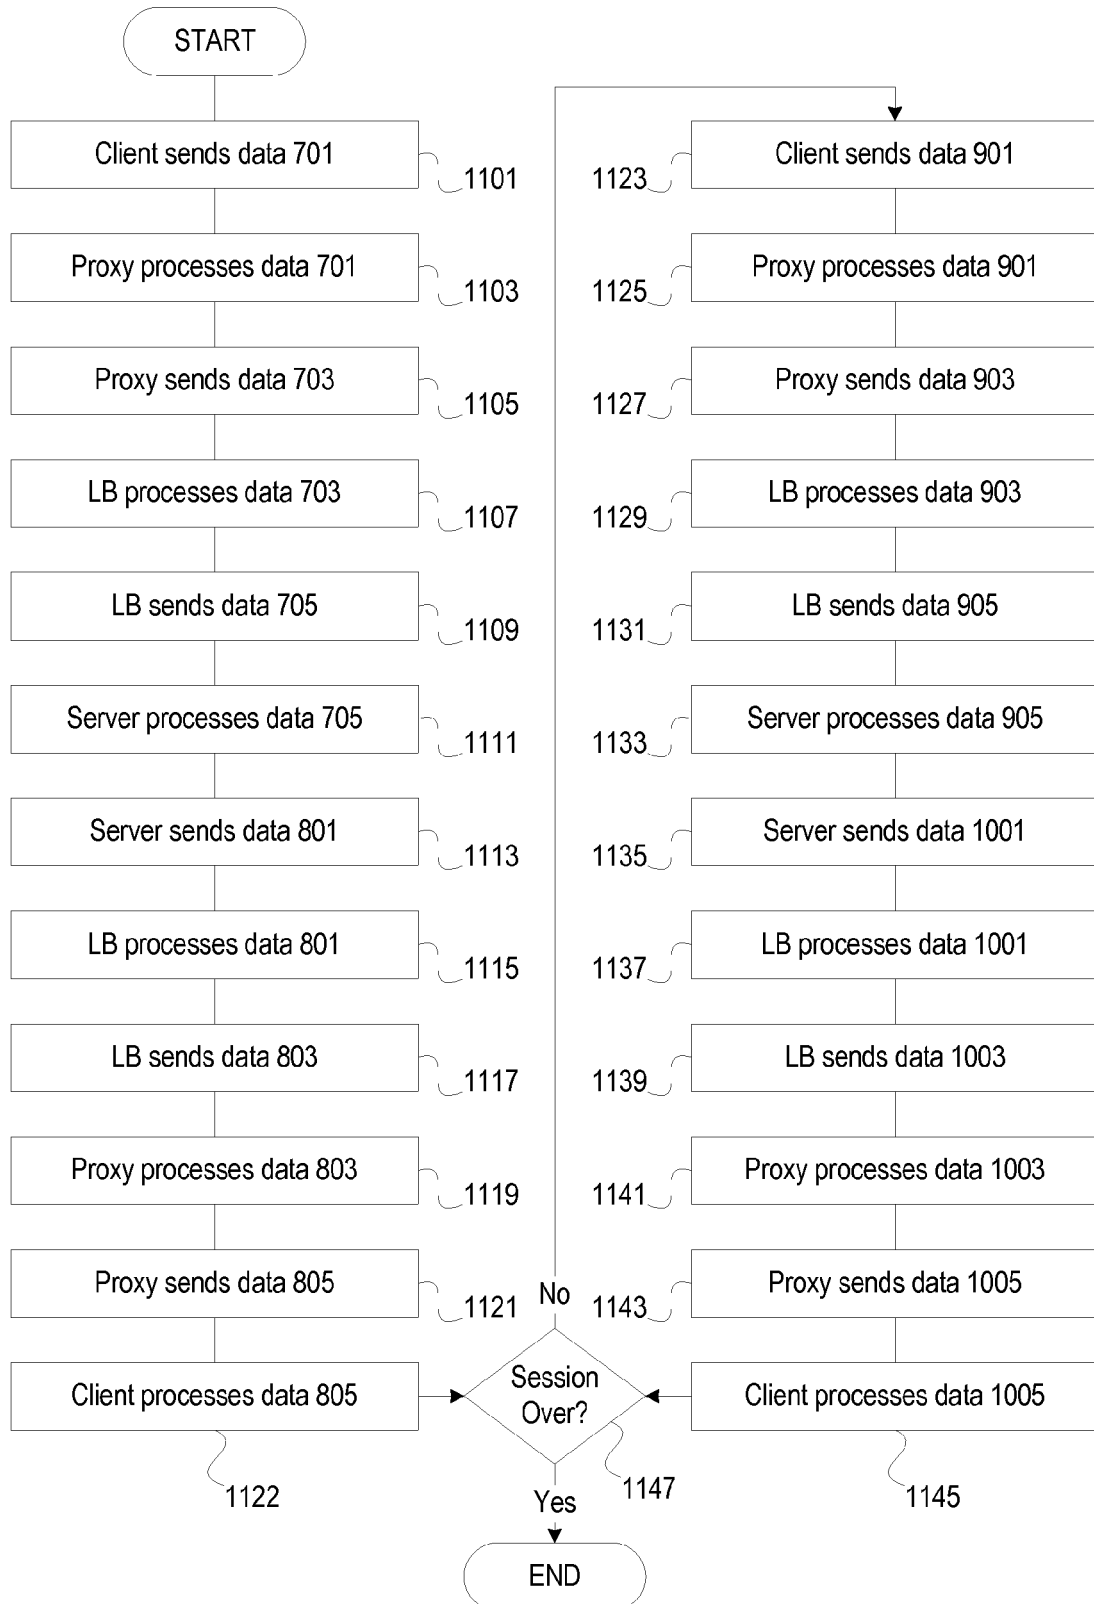 START
Client sends data 701
1101
Proxy processes data 701
1103
Proxy sends data 703
1105
LB processes data 703
1107
LB sends data 705
1109
Server processes data 705
1111
Server sends data 801
1113
LB processes data 801
1115
LB sends data 803
1117
Proxy processes data 803
1119
Proxy sends data 805
1121
Client processes data 805
1122
Session
Over?
1147
No
Yes
END
Client sends data 901
1123
Proxy processes data 901
1125
Proxy sends data 903
1127
LB processes data 903
1129
LB sends data 905
1131
Server processes data 905
1133
Server sends data 1001
1135
LB processes data 1001
1137
LB sends data 1003
1139
Proxy processes data 1003
1141
Proxy sends data 1005
1143
Client processes data 1005
1145